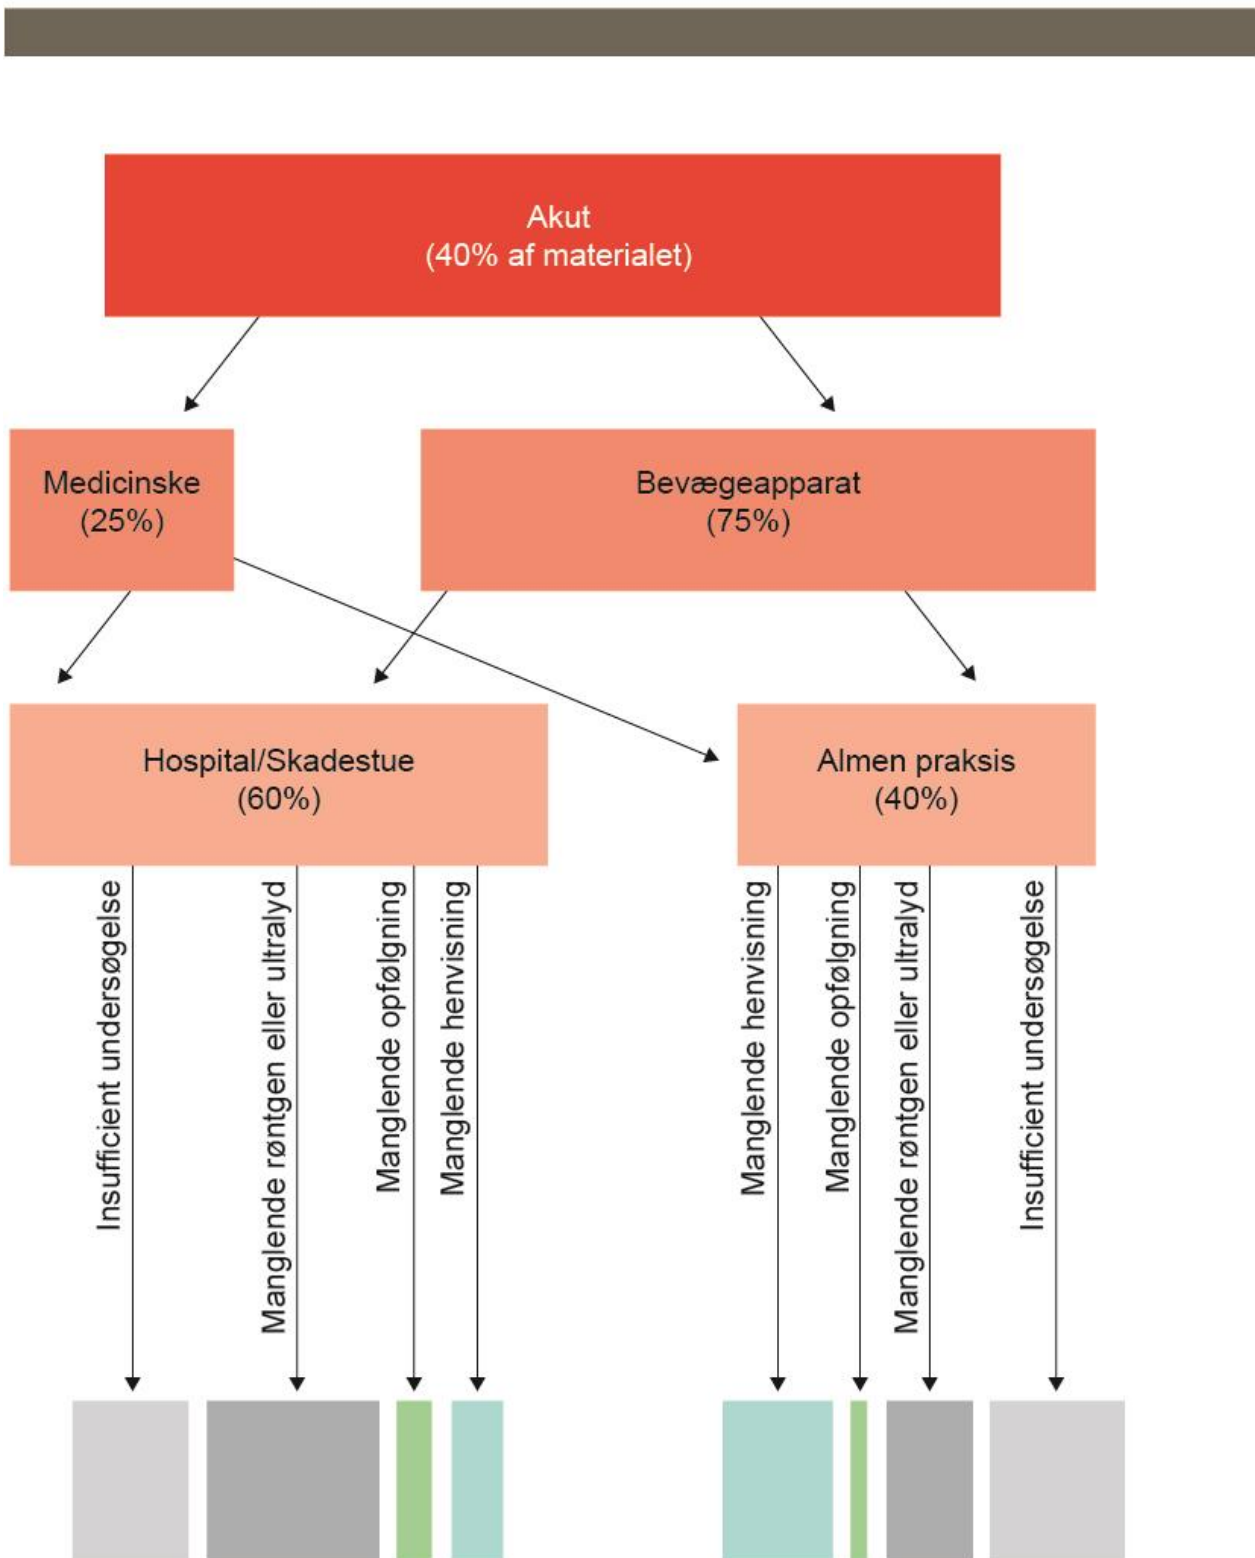 Akut
(40% af materialet)
Medicinske
(25%)
Bevægeapparat
(75%)
Hospital/Skadestue
(60%)
Almen praksis
(40%)
Insufficient undersøgelse
Manglende røntgen eller ultralyd
Manglende opfølgning
Manglende henvisning
Manglende henvisning
Manglende opfølgning
Manglende røntgen eller ultralyd
Insufficient undersøgelse